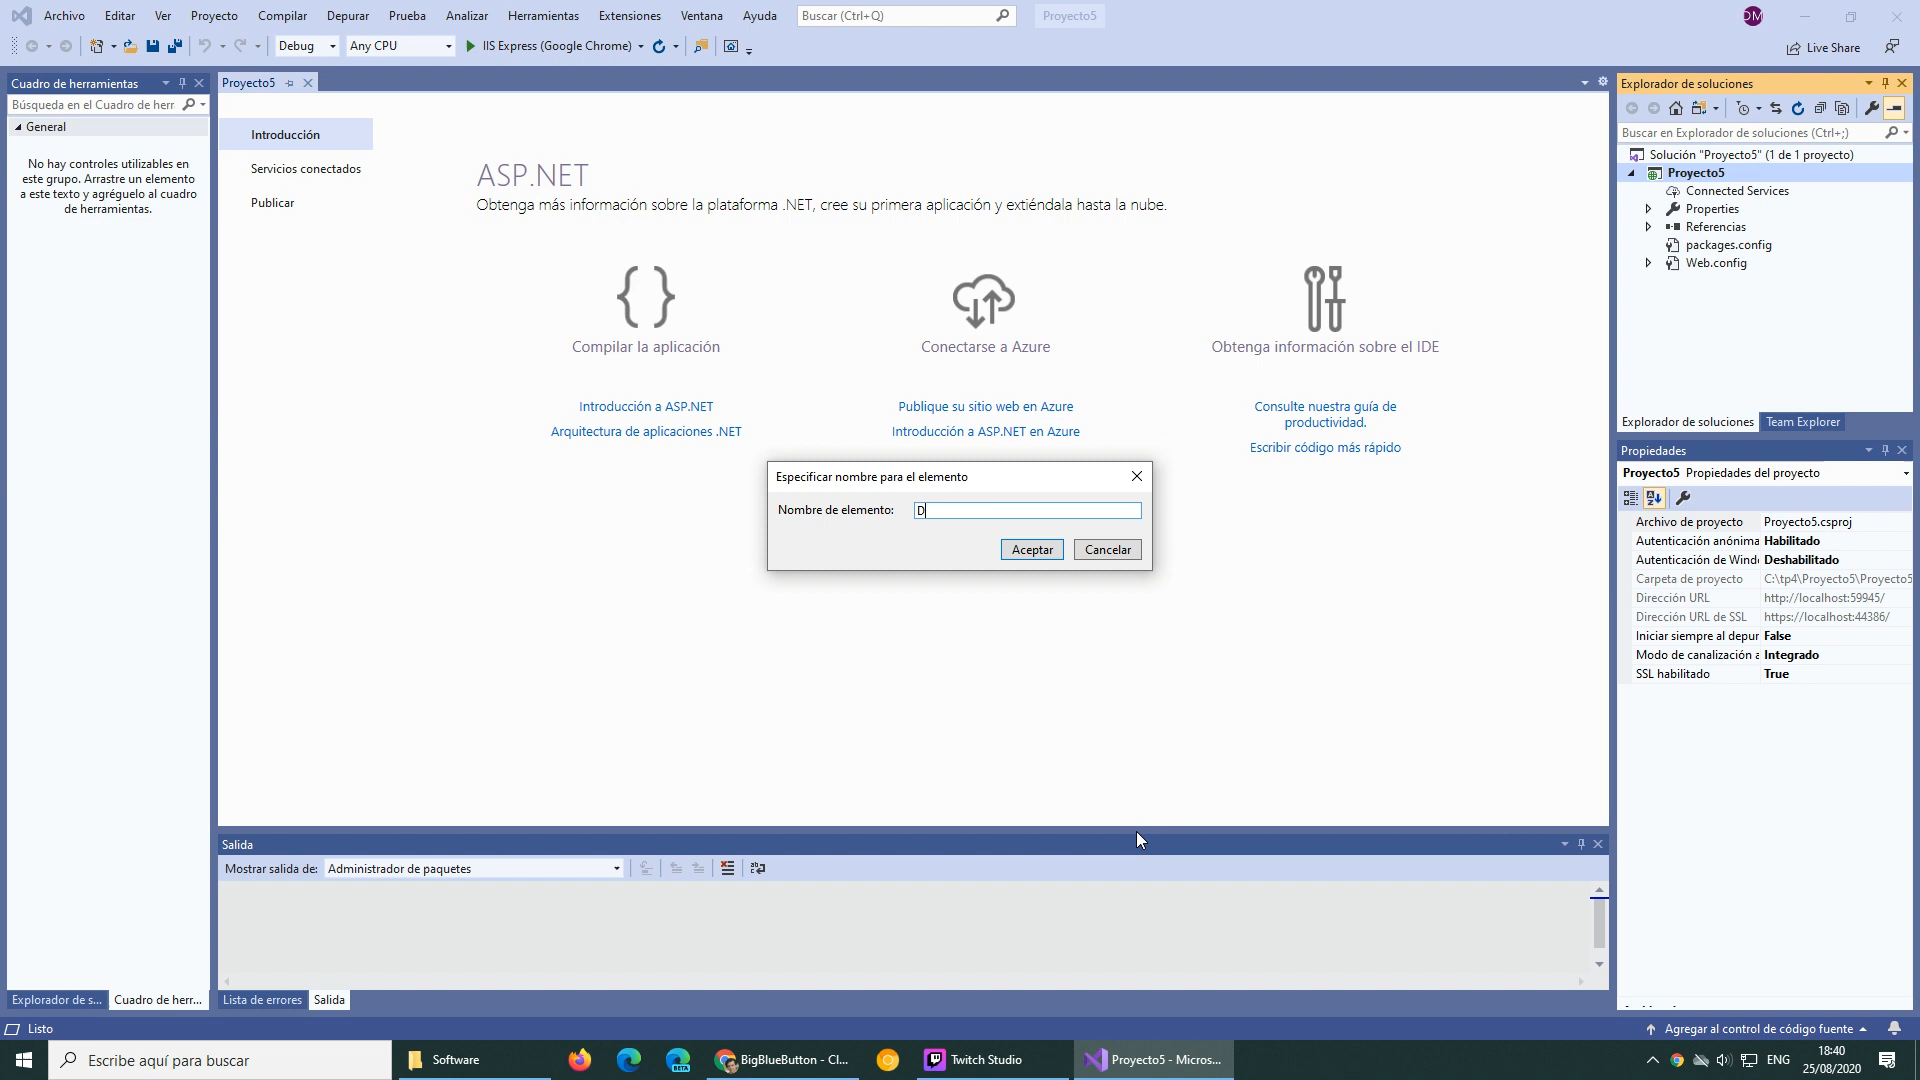 Archivo Editar Ver Proyecto Compilar Depurar Prueba Analizar Herramientas Extensiones Ventana Ayuda Buscar (Ctrl+Q) Proyecto5 DM
Debug Any CPU IIS Express (Google Chrome) Live Share
Cuadro de herramientas
Búsqueda en el Cuadro de herr
General
No hay controles utilizables en
este grupo. Arrastre un elemento
a este texto y agréguelo al cuadro
de herramientas.
Explorador de s... Cuadro de herr...
Proyecto5
Introducción
Servicios conectados
Publicar
ASP.NET
Obtenga más información sobre la plataforma .NET, cree su primera aplicación y extiéndala hasta la nube.
Compilar la aplicación
Introducción a ASP.NET
Arquitectura de aplicaciones .NET
Conectarse a Azure
Publique su sitio web en Azure
Introducción a ASP.NET en Azure
Obtenga información sobre el IDE
Consulte nuestra guía de
productividad.
Escribir código más rápido
Especificar nombre para el elemento
Nombre de elemento: D
Aceptar Cancelar
Salida
Mostrar salida de: Administrador de paquetes
Lista de errores Salida
Explorador de soluciones
Buscar en Explorador de soluciones (Ctrl+;)
Solución "Proyecto5" (1 de 1 proyecto)
Proyecto5
Connected Services
Properties
Referencias
packages.config
Web.config
Explorador de soluciones Team Explorer
Propiedades
Proyecto5 Propiedades del proyecto
Archivo de proyecto Proyecto5.csproj
Autenticación anónima Habilitado
Autenticación de Windo Deshabilitado
Carpeta de proyecto C:\tp4\Proyecto5\Proyecto5
Dirección URL http://localhost:59945/
Dirección URL de SSL https://localhost:44386/
Iniciar siempre al depur False
Modo de canalización a Integrado
SSL habilitado True
Listo Agregar al control de código fuente
Escribe aquí para buscar Software BETA BigBlueButton - Cl... Twitch Studio Proyecto5 - Micros... ENG 18:40
25/08/2020